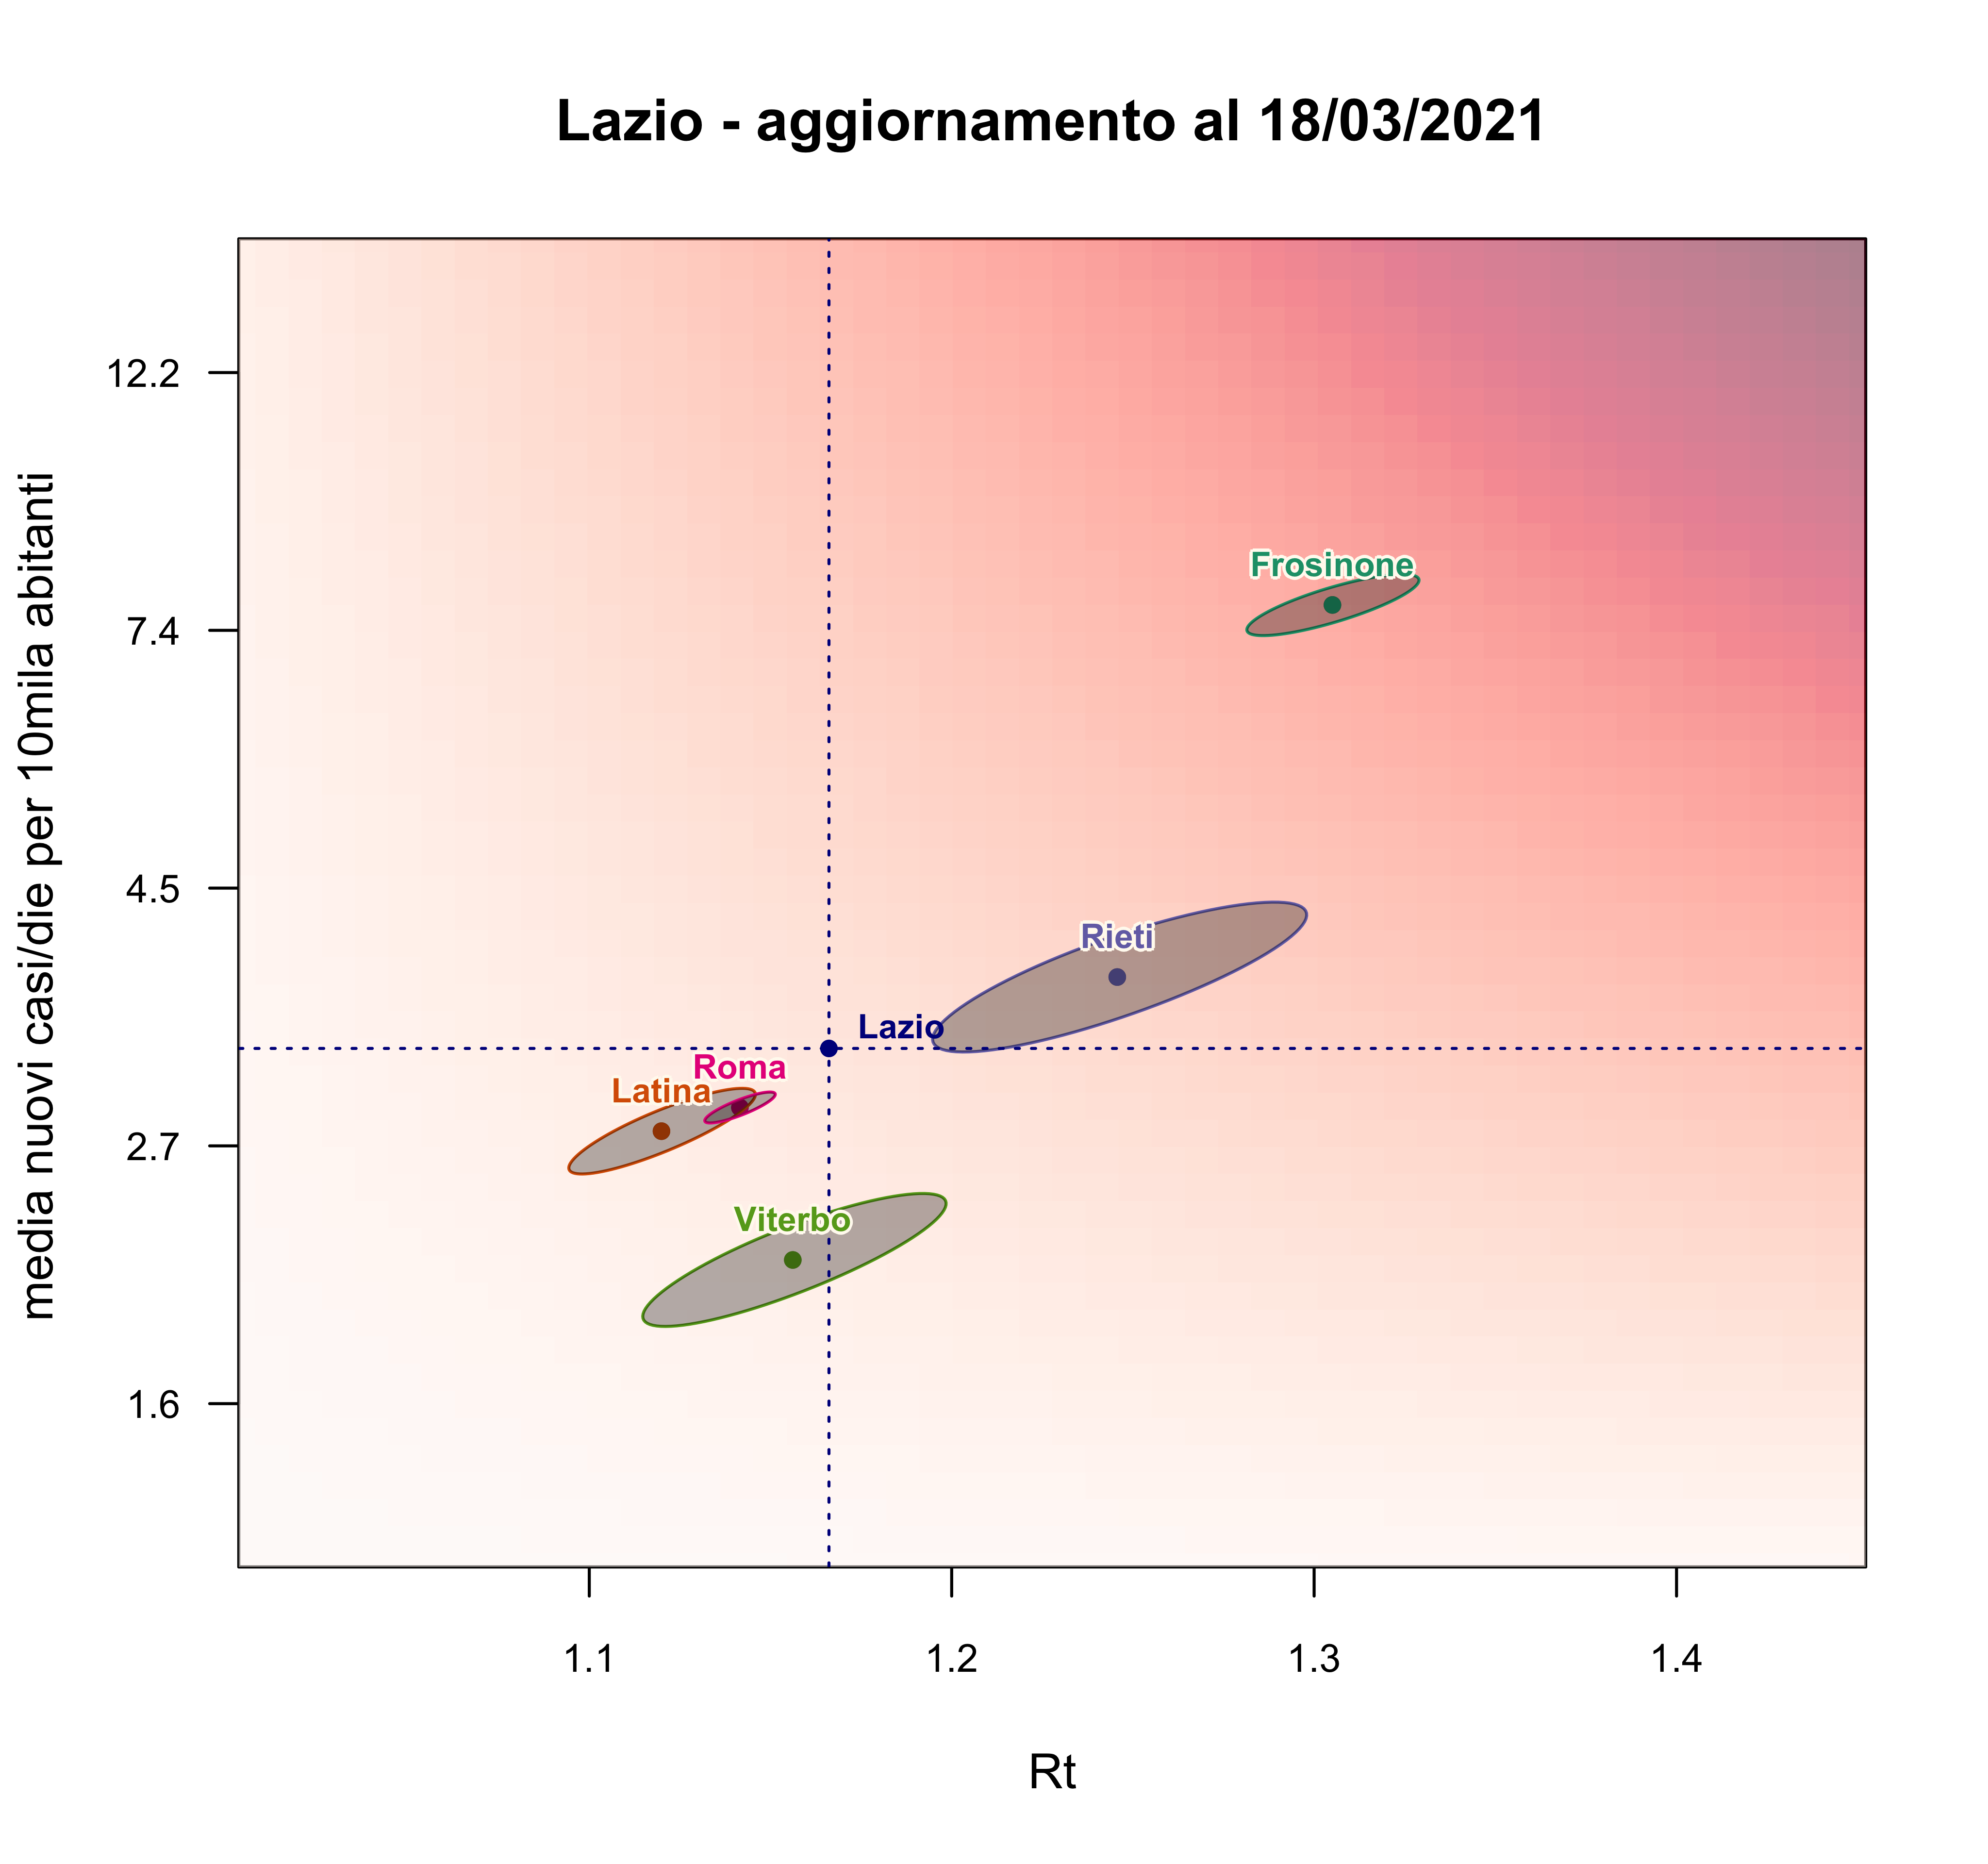 Lazio - aggiornamento al 18/03/2021
media nuovi casi/die per 10mila abitanti
12.2
7.4
4.5
2.7
1.6
Frosinone
Rieti
Lazio
Roma
Latina
Viterbo
1.1
1.2
1.3
1.4
Rt